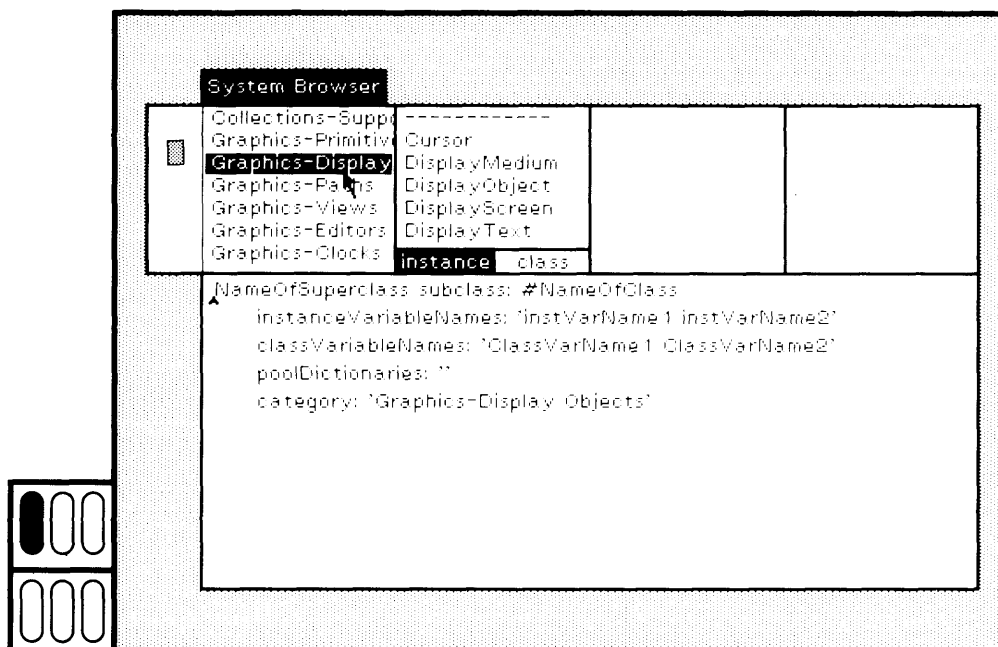 System Browser
Collections-Suppo
Graphics-Primitiv
Graphics-Display
Graphics-Paths
Graphics-Views
Graphics-Editors
Graphics-Clocks
------------
Cursor
DisplayMedium
DisplayObject
DisplayScreen
DisplayText
instance class
NameOfSuperclass subclass: #NameOfClass
instanceVariableNames: 'instVarName1 instVarName2'
classVariableNames: 'ClassVarName1 ClassVarName2'
poolDictionaries: ''
category: 'Graphics-Display Objects'